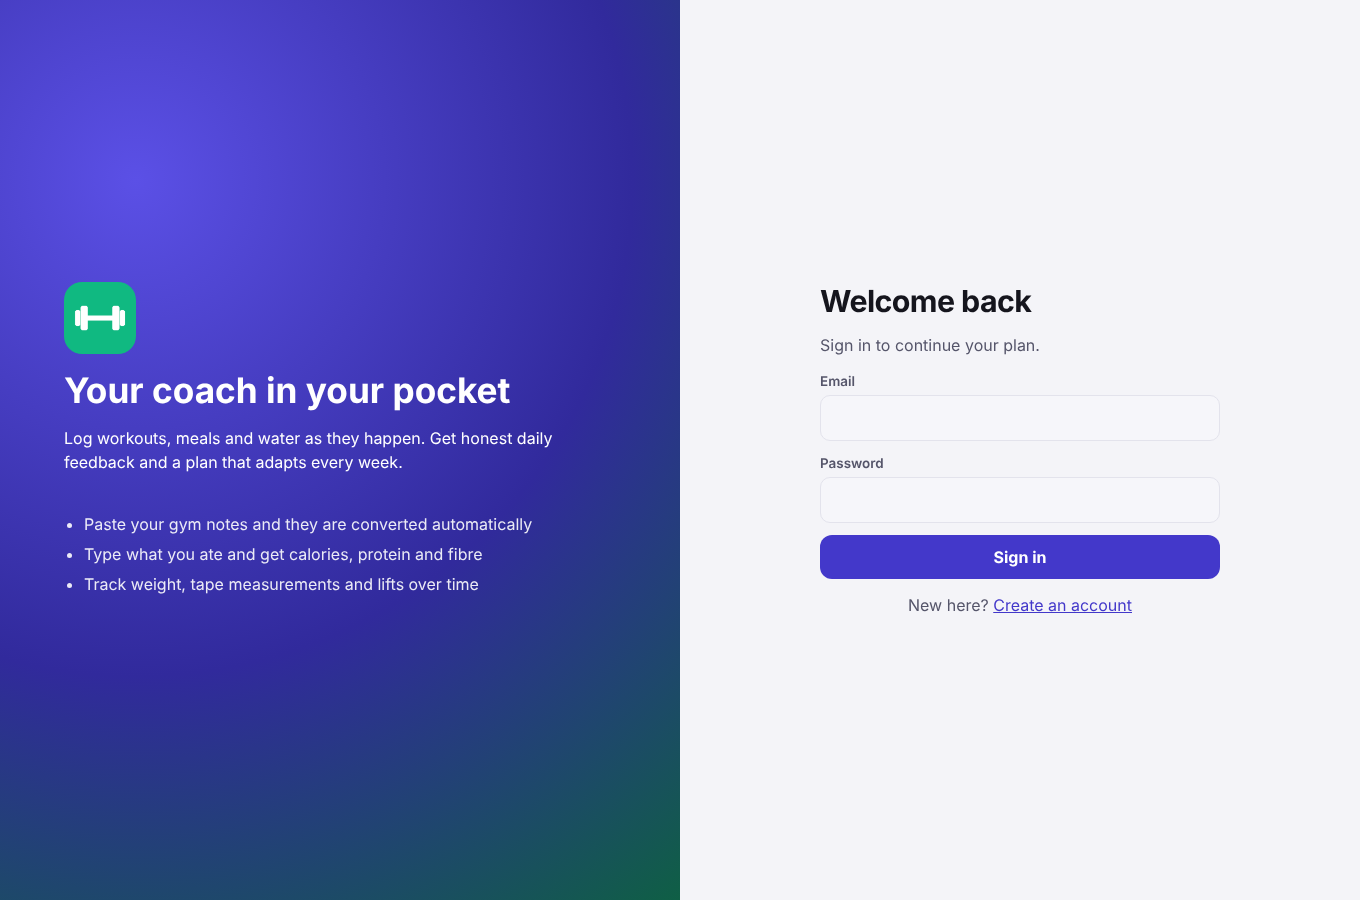 Your coach in your pocket
Log workouts, meals and water as they happen. Get honest daily
feedback and a plan that adapts every week.
• Paste your gym notes and they are converted automatically
• Type what you ate and get calories, protein and fibre
• Track weight, tape measurements and lifts over time
Welcome back
Sign in to continue your plan.
Email
Password
Sign in
New here? Create an account